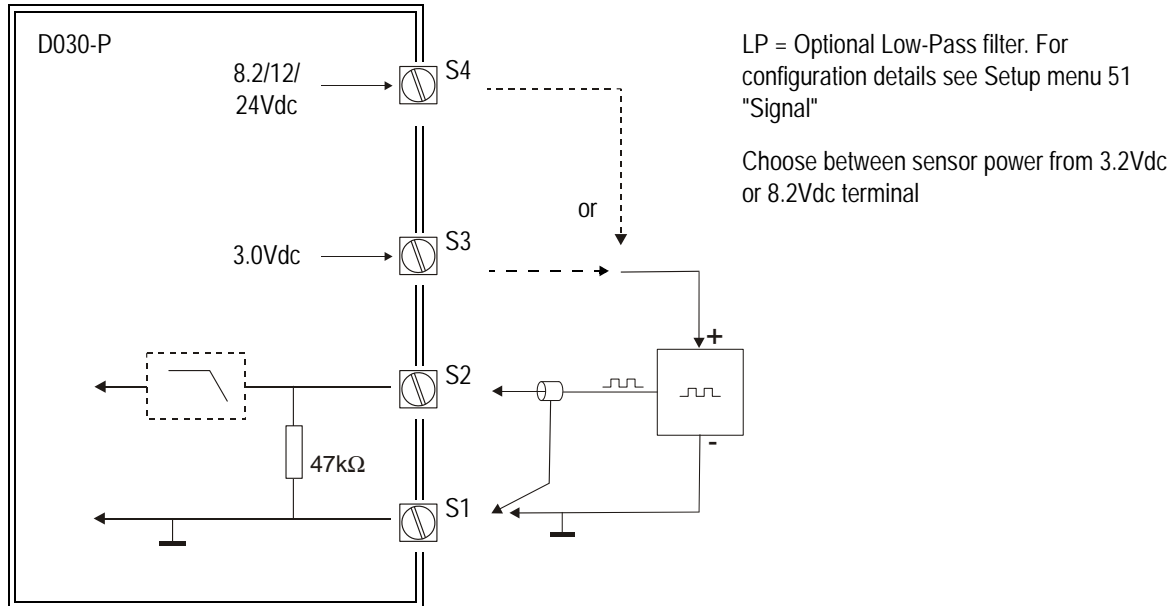 D030-P
8.2/12/
24Vdc
S4
or
3.0Vdc
S3
+
S2
-
47kΩ
S1
LP = Optional Low-Pass filter. For
configuration details see Setup menu 51
"Signal"
Choose between sensor power from 3.2Vdc
or 8.2Vdc terminal